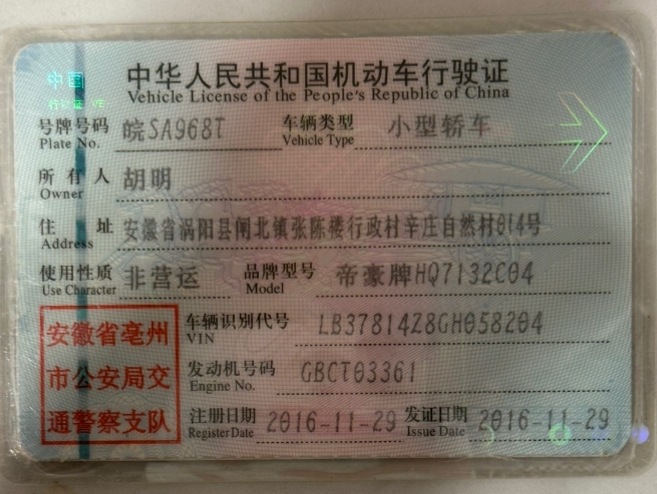 中国
行驶证 VE
中华人民共和国机动车行驶证
Vehicle License of the People's Republic of China
号牌号码 皖SA968T 车辆类型 小型轿车
Plate No. Vehicle Type
所有人 胡明
Owner
住址 安徽省涡阳县闸北镇张陈楼行政村辛庄自然村014号
Address
使用性质 非营运 品牌型号 帝豪牌HQ7132C04
Use Character Model
安徽省亳州
市公安局交
通警察支队
车辆识别代号 LB37814Z8GH058204
VIN
发动机号码 GBCT03361
Engine No.
注册日期 2016-11-29 发证日期 2016-11-29
Register Date Issue Date